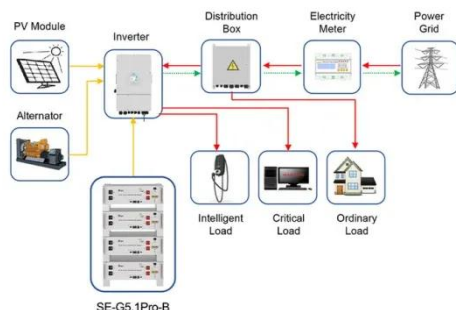 PV Module
Inverter
Distribution
Box
Electricity
Meter
Power
Grid
Alternator
Intelligent
Load
Critical
Load
Ordinary
Load
SE-G5.1Pro-B